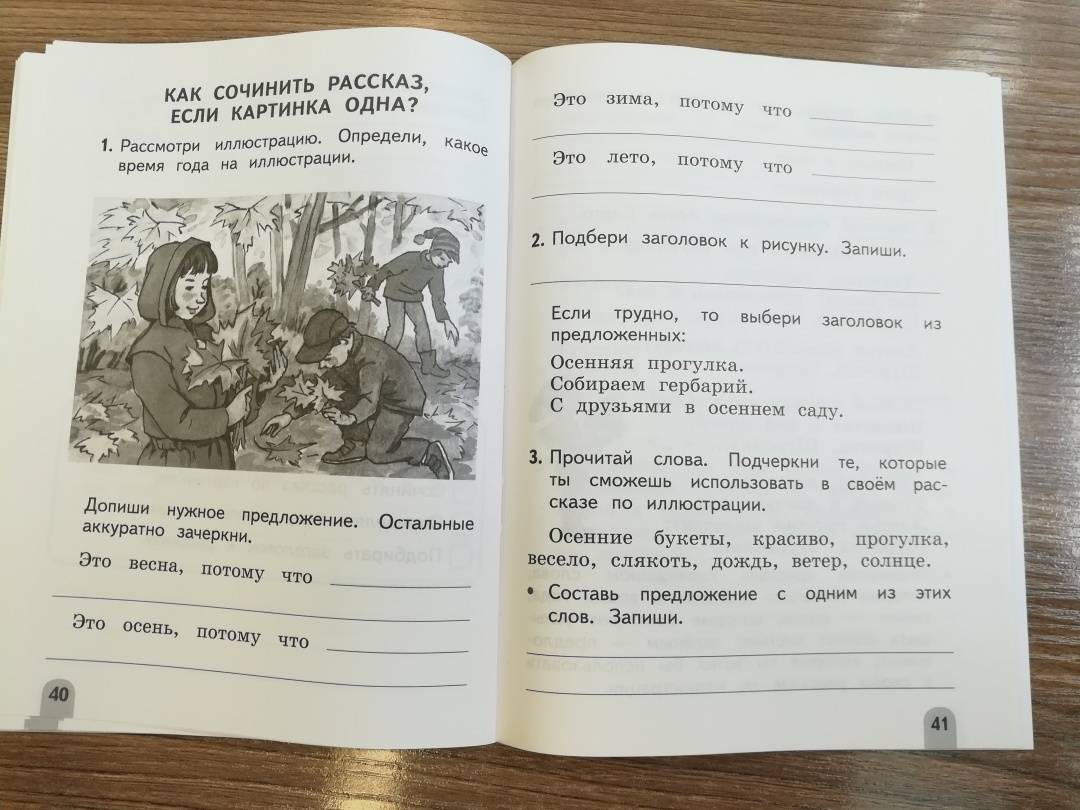 КАК СОЧИНИТЬ РАССКАЗ,
ЕСЛИ КАРТИНКА ОДНА?
1. Рассмотри иллюстрацию. Определи, какое
время года на иллюстрации.
Допиши нужное предложение. Остальные
аккуратно зачеркни.
Это весна, потому что
Это осень, потому что
40
Это зима, потому что
Это лето, потому что
2. Подбери заголовок к рисунку. Запиши.
Если трудно, то выбери заголовок из
предложенных:
Осенняя прогулка.
Собираем гербарий.
С друзьями в осеннем саду.
3. Прочитай слова. Подчеркни те, которые
ты сможешь использовать в своём рас-
сказе по иллюстрации.
Осенние букеты, красиво, прогулка,
весело, слякоть, дождь, ветер, солнце.
• Составь предложение с одним из этих
слов. Запиши.
41